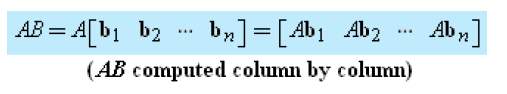 AB = A[b₁ b₂ ⋯ bₙ] = [Ab₁ Ab₂ ⋯ Abₙ]
(AB computed column by column)